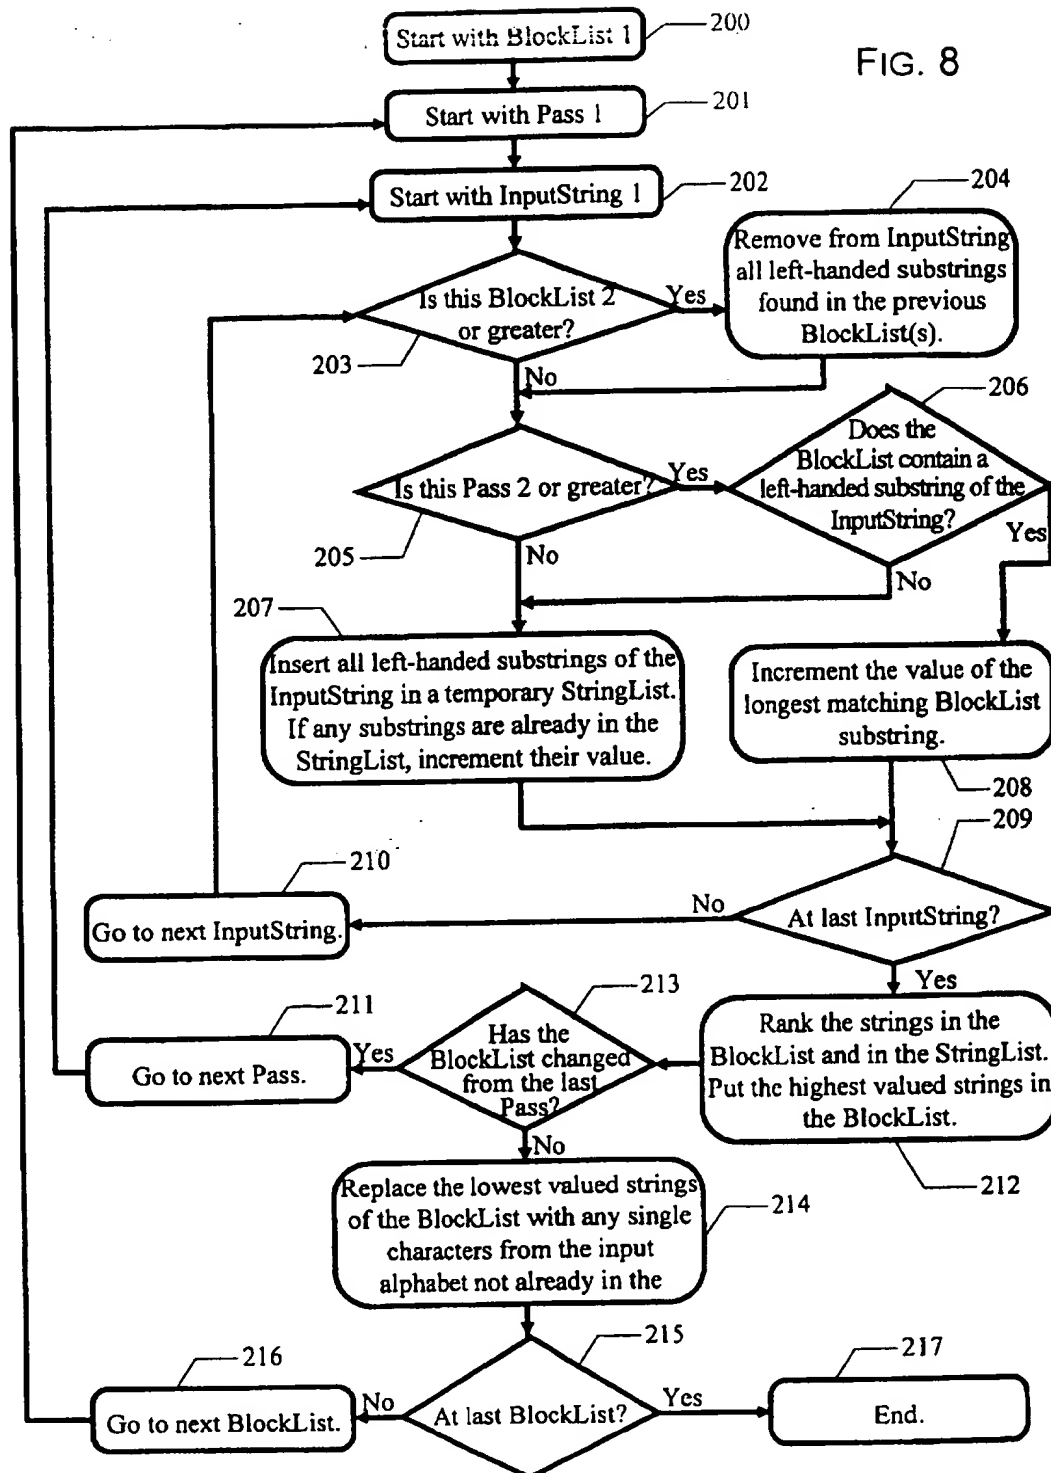 Start with BlockList 1
200
FIG. 8
Start with Pass 1
201
Start with InputString 1
202
204
Remove from InputString
all left-handed substrings
found in the previous
BlockList(s).
Is this BlockList 2
or greater?
Yes
203
No
206
Does the
BlockList contain a
left-handed substring of the
InputString?
Is this Pass 2 or greater?
Yes
205
No
Yes
No
207
Insert all left-handed substrings of the
InputString in a temporary StringList.
If any substrings are already in the
StringList, increment their value.
Increment the value of the
longest matching BlockList
substring.
208
209
210
Go to next InputString.
No
At last InputString?
Yes
211
Go to next Pass.
Yes
213
Has the
BlockList changed
from the last
Pass?
No
Rank the strings in the
BlockList and in the StringList.
Put the highest valued strings in
the BlockList.
212
Replace the lowest valued strings
of the BlockList with any single
characters from the input
alphabet not already in the
214
215
216
Go to next BlockList.
No
At last BlockList?
Yes
217
End.